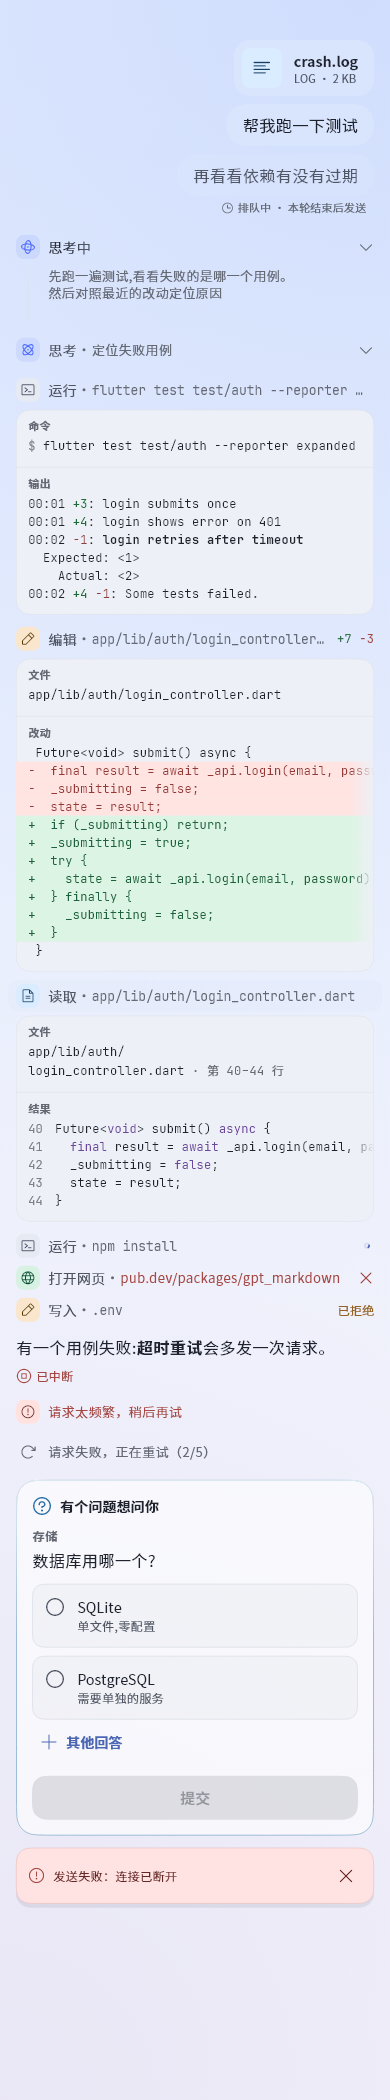 crash.log
LOG · 2 KB
帮我跑一下测试
再看看依赖有没有过期
排队中 · 本轮结束后发送
思考中
先跑一遍测试,看看失败的是哪一个用例。
然后对照最近的改动定位原因
思考 · 定位失败用例
运行 · flutter test test/auth --reporter …
命令
$ flutter test test/auth --reporter expanded
输出
00:01 +3: login submits once
00:01 +4: login shows error on 401
00:02 -1: login retries after timeout
Expected: <1>
Actual: <2>
00:02 +4 -1: Some tests failed.
编辑 · app/lib/auth/login_controller… +7 -3
文件
app/lib/auth/login_controller.dart
改动
Future<void> submit() async {
- final result = await _api.login(email, pass
- _submitting = false;
- state = result;
+ if (_submitting) return;
+ _submitting = true;
+ try {
+ state = await _api.login(email, password)
+ } finally {
+ _submitting = false;
+ }
}
读取 · app/lib/auth/login_controller.dart
文件
app/lib/auth/
login_controller.dart · 第 40–44 行
结果
40 Future<void> submit() async {
41 final result = await _api.login(email, pa
42 _submitting = false;
43 state = result;
44 }
运行 · npm install
打开网页 · pub.dev/packages/gpt_markdown
写入 · .env 已拒绝
有一个用例失败:超时重试会多发一次请求。
已中断
请求太频繁，稍后再试
请求失败，正在重试（2/5）
有个问题想问你
存储
数据库用哪一个?
SQLite
单文件,零配置
PostgreSQL
需要单独的服务
其他回答
提交
发送失败：连接已断开